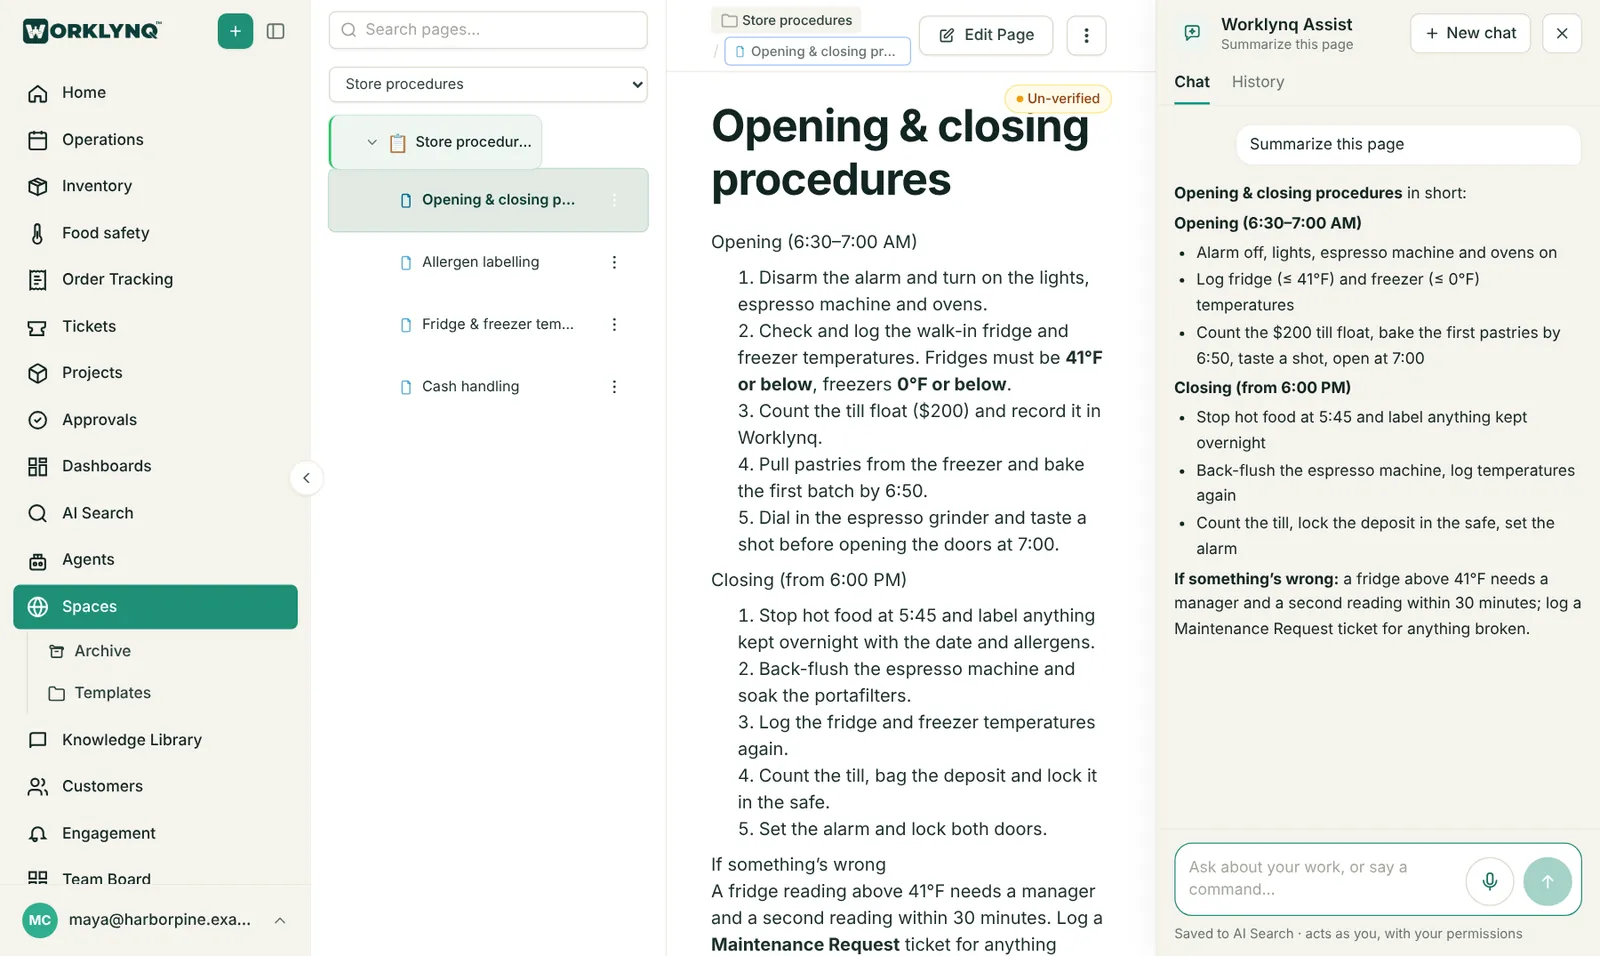 WORKLYNQ™
Home
Operations
Inventory
Food safety
Order Tracking
Tickets
Projects
Approvals
Dashboards
AI Search
Agents
Spaces
Archive
Templates
Knowledge Library
Customers
Engagement
Team Board
MC
maya@harborpine.exa...
Search pages...
Store procedures
Store procedur...
Opening & closing p...
Allergen labelling
Fridge & freezer tem...
Cash handling
Store procedures
/ Opening & closing pr...
Edit Page
Un-verified
Opening & closing
procedures
Opening (6:30–7:00 AM)
1. Disarm the alarm and turn on the lights,
espresso machine and ovens.
2. Check and log the walk-in fridge and
freezer temperatures. Fridges must be 41°F
or below, freezers 0°F or below.
3. Count the till float ($200) and record it in
Worklynq.
4. Pull pastries from the freezer and bake
the first batch by 6:50.
5. Dial in the espresso grinder and taste a
shot before opening the doors at 7:00.
Closing (from 6:00 PM)
1. Stop hot food at 5:45 and label anything
kept overnight with the date and allergens.
2. Back-flush the espresso machine and
soak the portafilters.
3. Log the fridge and freezer temperatures
again.
4. Count the till, bag the deposit and lock it
in the safe.
5. Set the alarm and lock both doors.
If something’s wrong
A fridge reading above 41°F needs a manager
and a second reading within 30 minutes. Log a
Maintenance Request ticket for anything
Worklynq Assist
Summarize this page
+ New chat
Chat
History
Summarize this page
Opening & closing procedures in short:
Opening (6:30–7:00 AM)
• Alarm off, lights, espresso machine and ovens on
• Log fridge (≤ 41°F) and freezer (≤ 0°F)
temperatures
• Count the $200 till float, bake the first pastries by
6:50, taste a shot, open at 7:00
Closing (from 6:00 PM)
• Stop hot food at 5:45 and label anything kept
overnight
• Back-flush the espresso machine, log temperatures
again
• Count the till, lock the deposit in the safe, set the
alarm
If something’s wrong: a fridge above 41°F needs a
manager and a second reading within 30 minutes; log a
Maintenance Request ticket for anything broken.
Ask about your work, or say a
command...
Saved to AI Search · acts as you, with your permissions